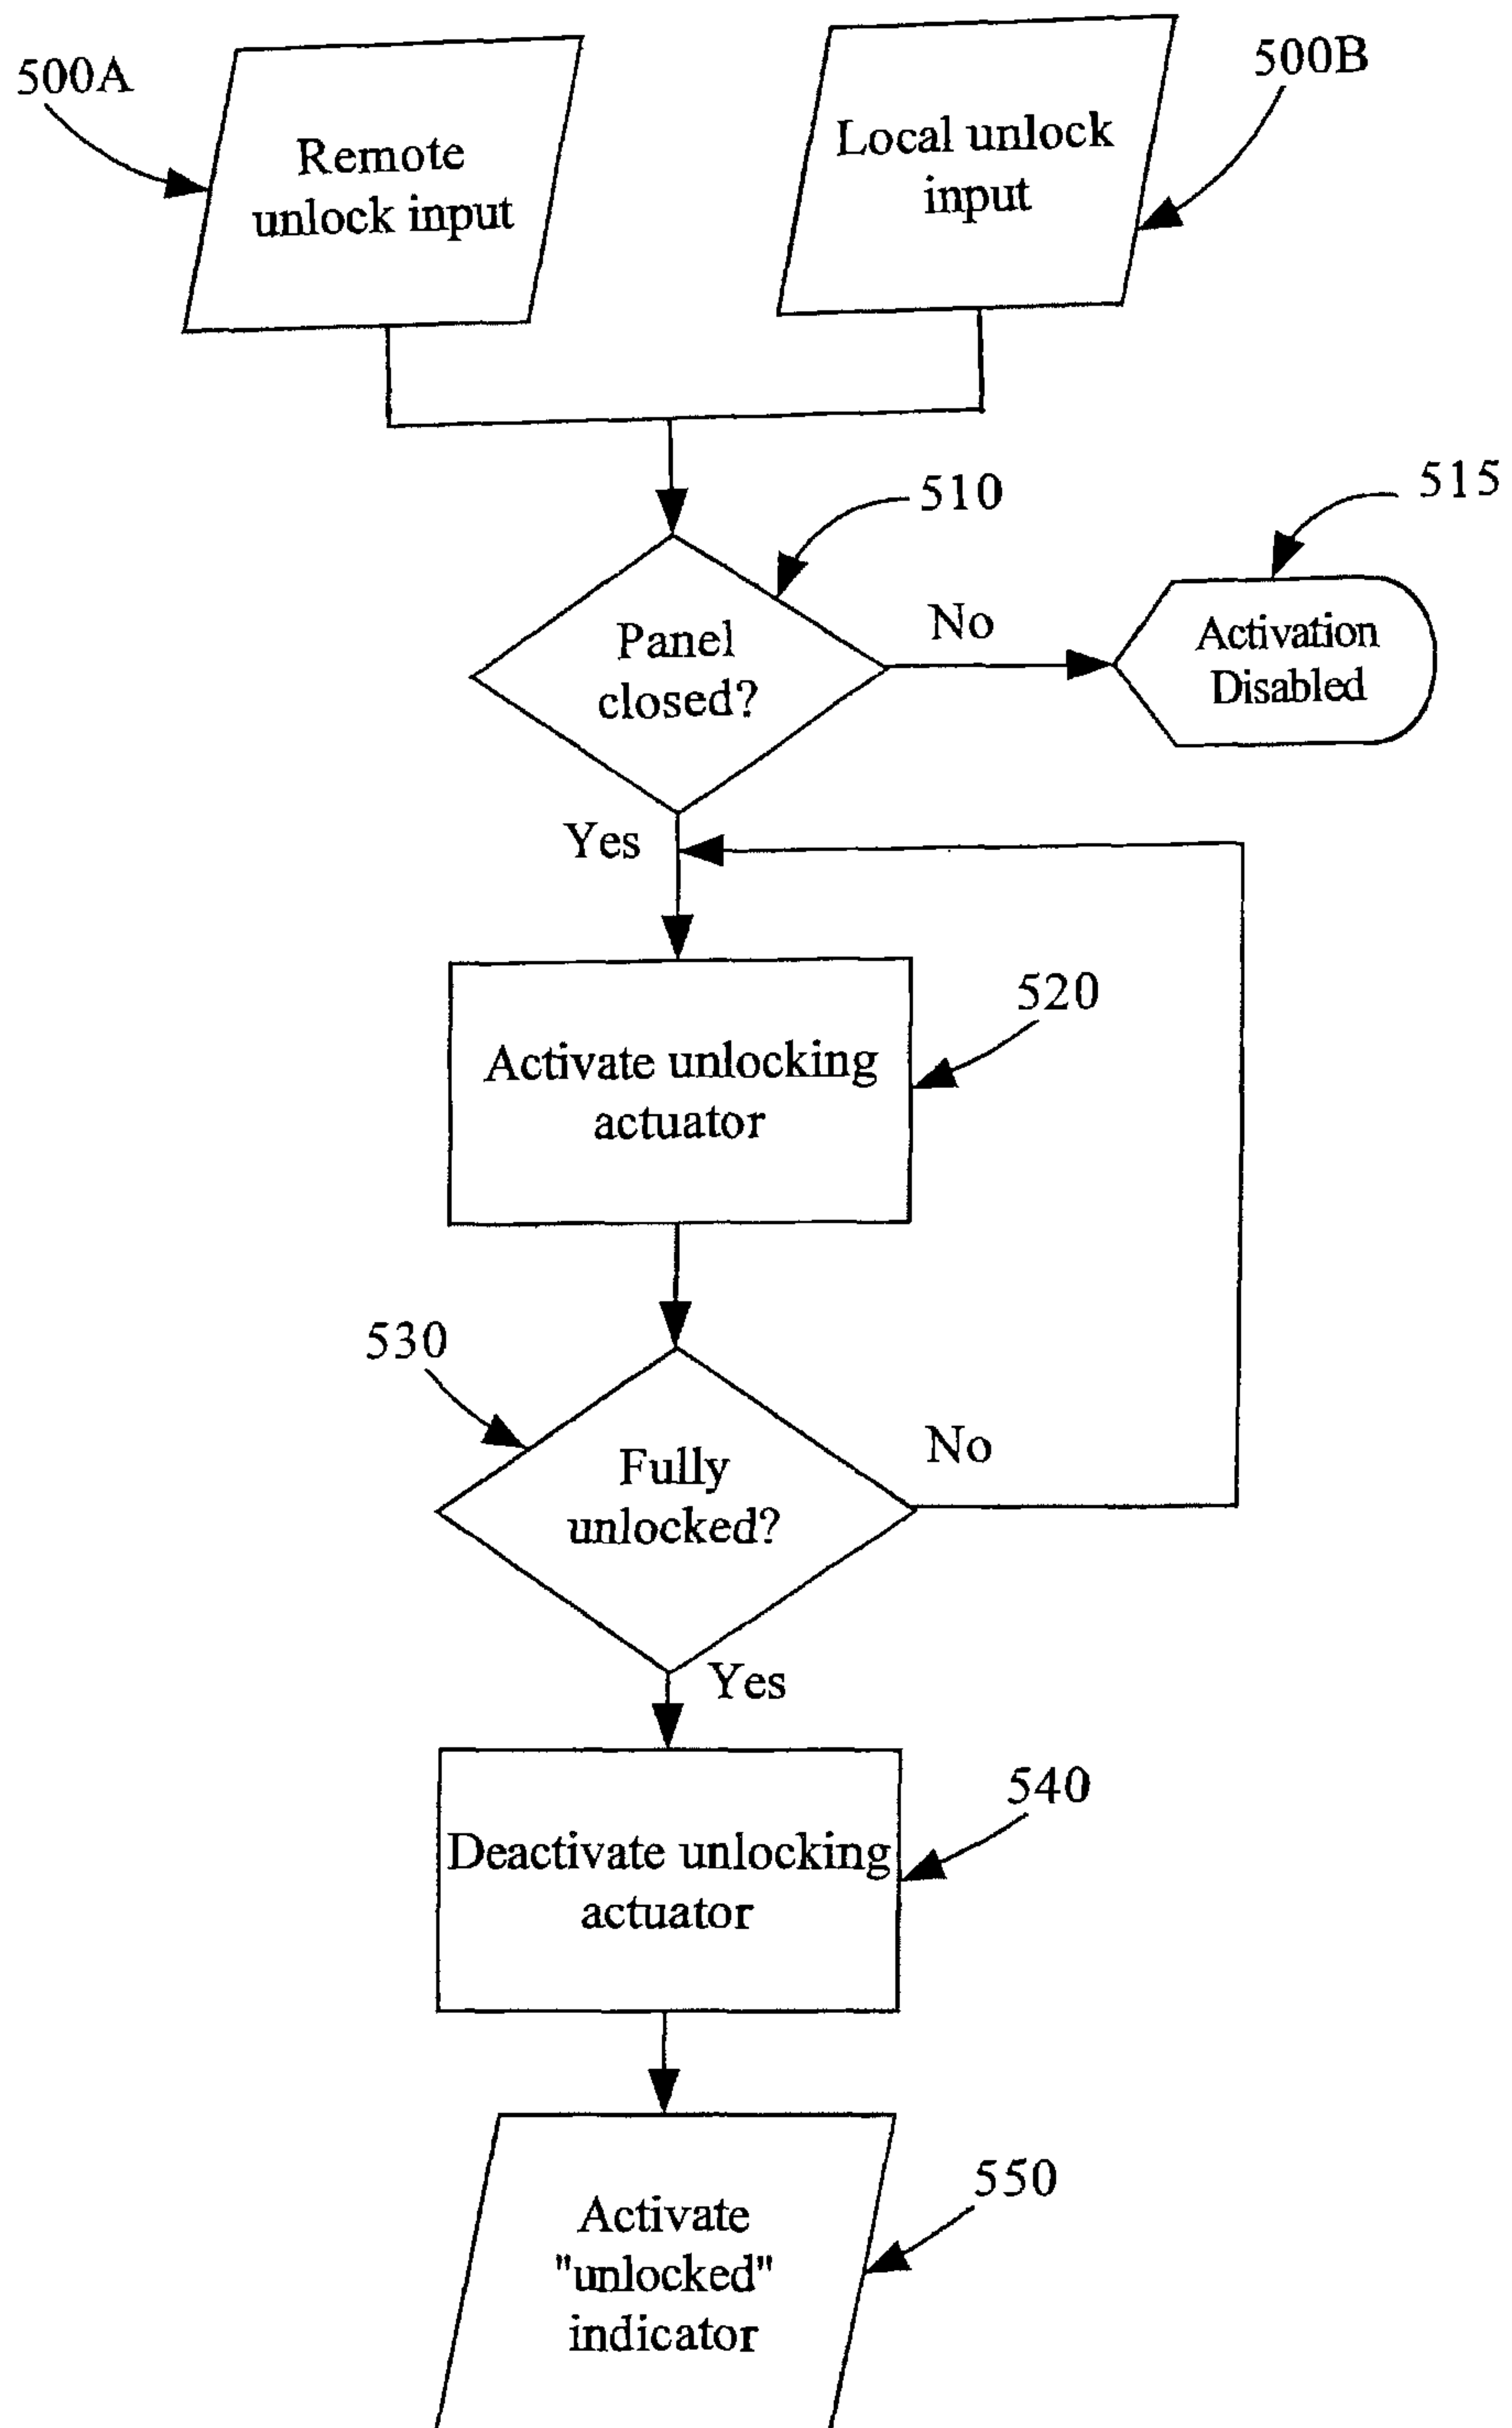 500A
Remote
unlock input
Local unlock
input
500B
510
Panel
closed?
No
515
Activation
Disabled
Yes
520
Activate unlocking
actuator
530
Fully
unlocked?
No
Yes
540
Deactivate unlocking
actuator
550
Activate
"unlocked"
indicator